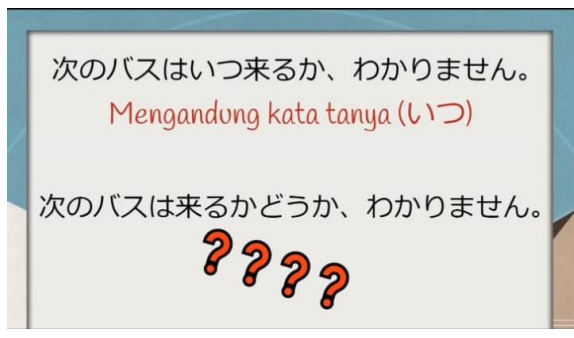 次のバスはいつ来るか、わかりません。
Mengandung kata tanya (いつ)
次のバスは来るかどうか、わかりません。
????